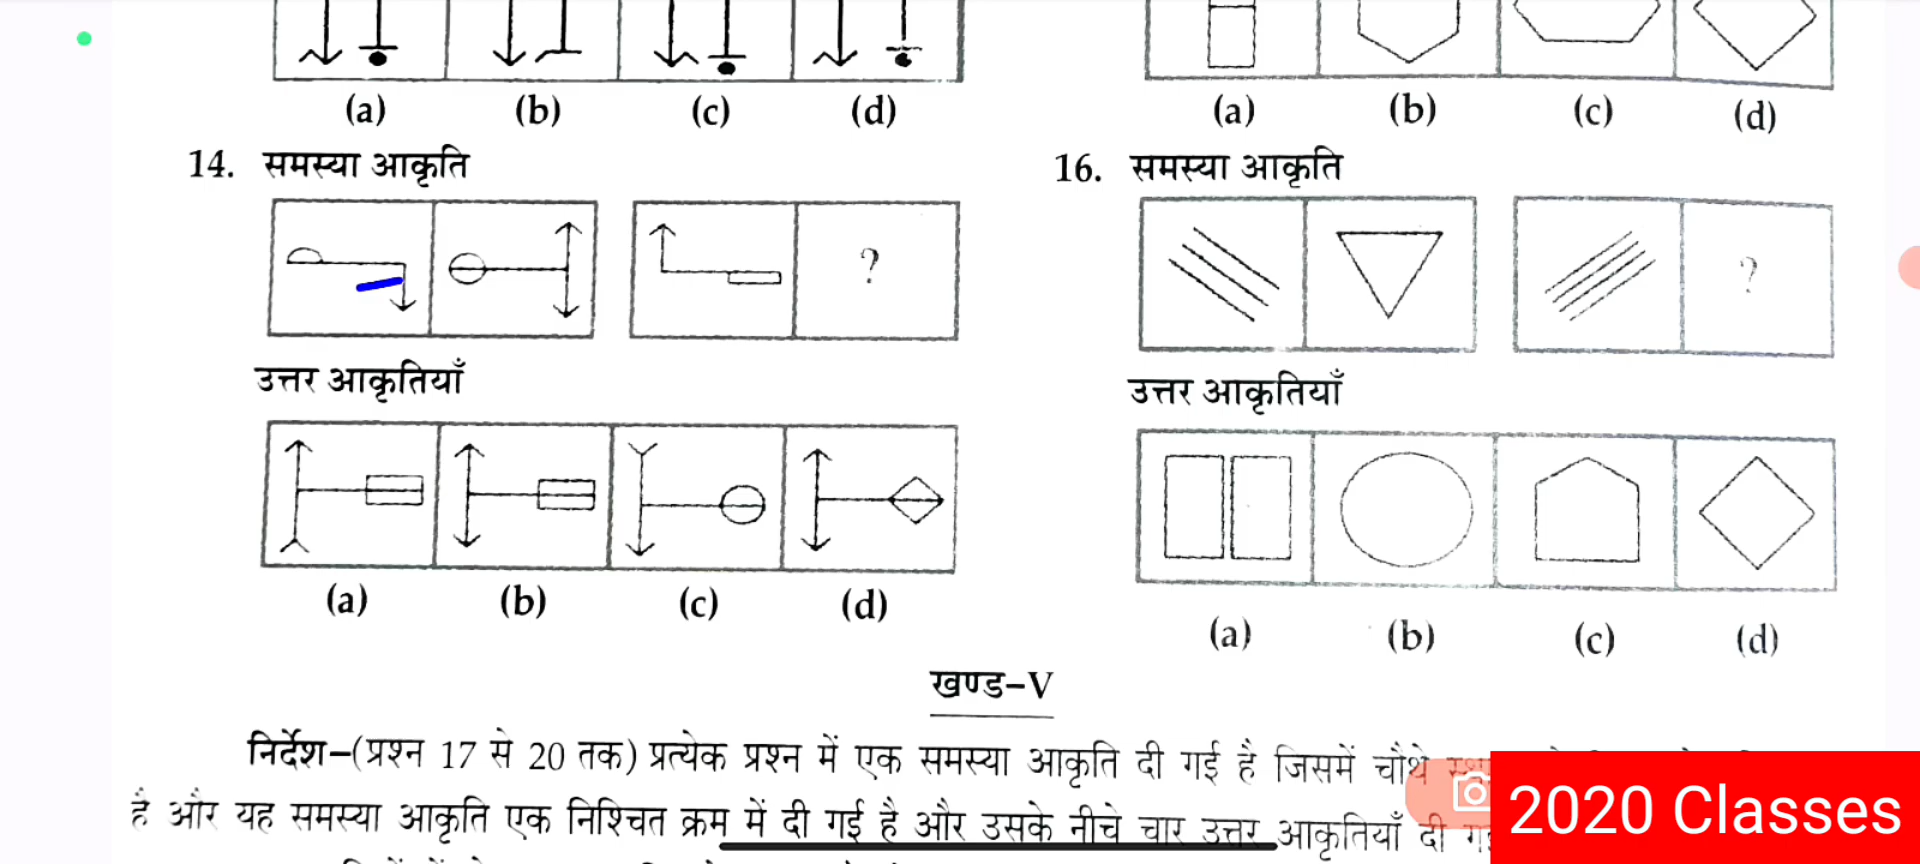 (a) (b) (c) (d)
14. समस्या आकृति
?
उत्तर आकृतियाँ
(a) (b) (c) (d)
(a) (b) (c) (d)
16. समस्या आकृति
?
उत्तर आकृतियाँ
(a) (b) (c) (d)
खण्ड–V
निर्देश–(प्रश्न 17 से 20 तक) प्रत्येक प्रश्न में एक समस्या आकृति दी गई है जिसमें चौथे
है और यह समस्या आकृति एक निश्चित क्रम में दी गई है और उसके नीचे चार उत्तर आकृतियाँ दी
2020 Classes